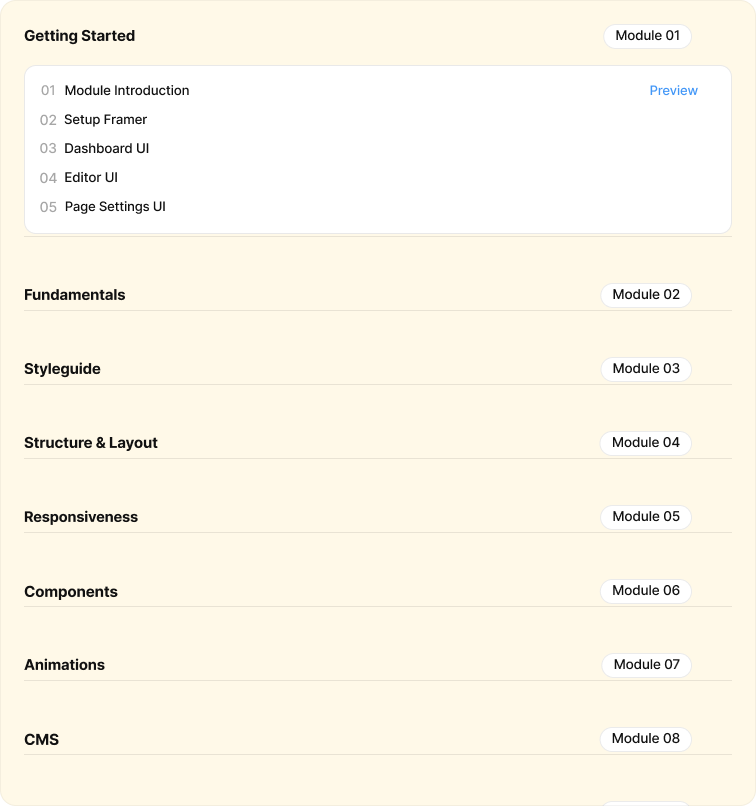 Getting Started Module 01
01 Module Introduction Preview
02 Setup Framer
03 Dashboard UI
04 Editor UI
05 Page Settings UI
Fundamentals Module 02
Styleguide Module 03
Structure & Layout Module 04
Responsiveness Module 05
Components Module 06
Animations Module 07
CMS Module 08